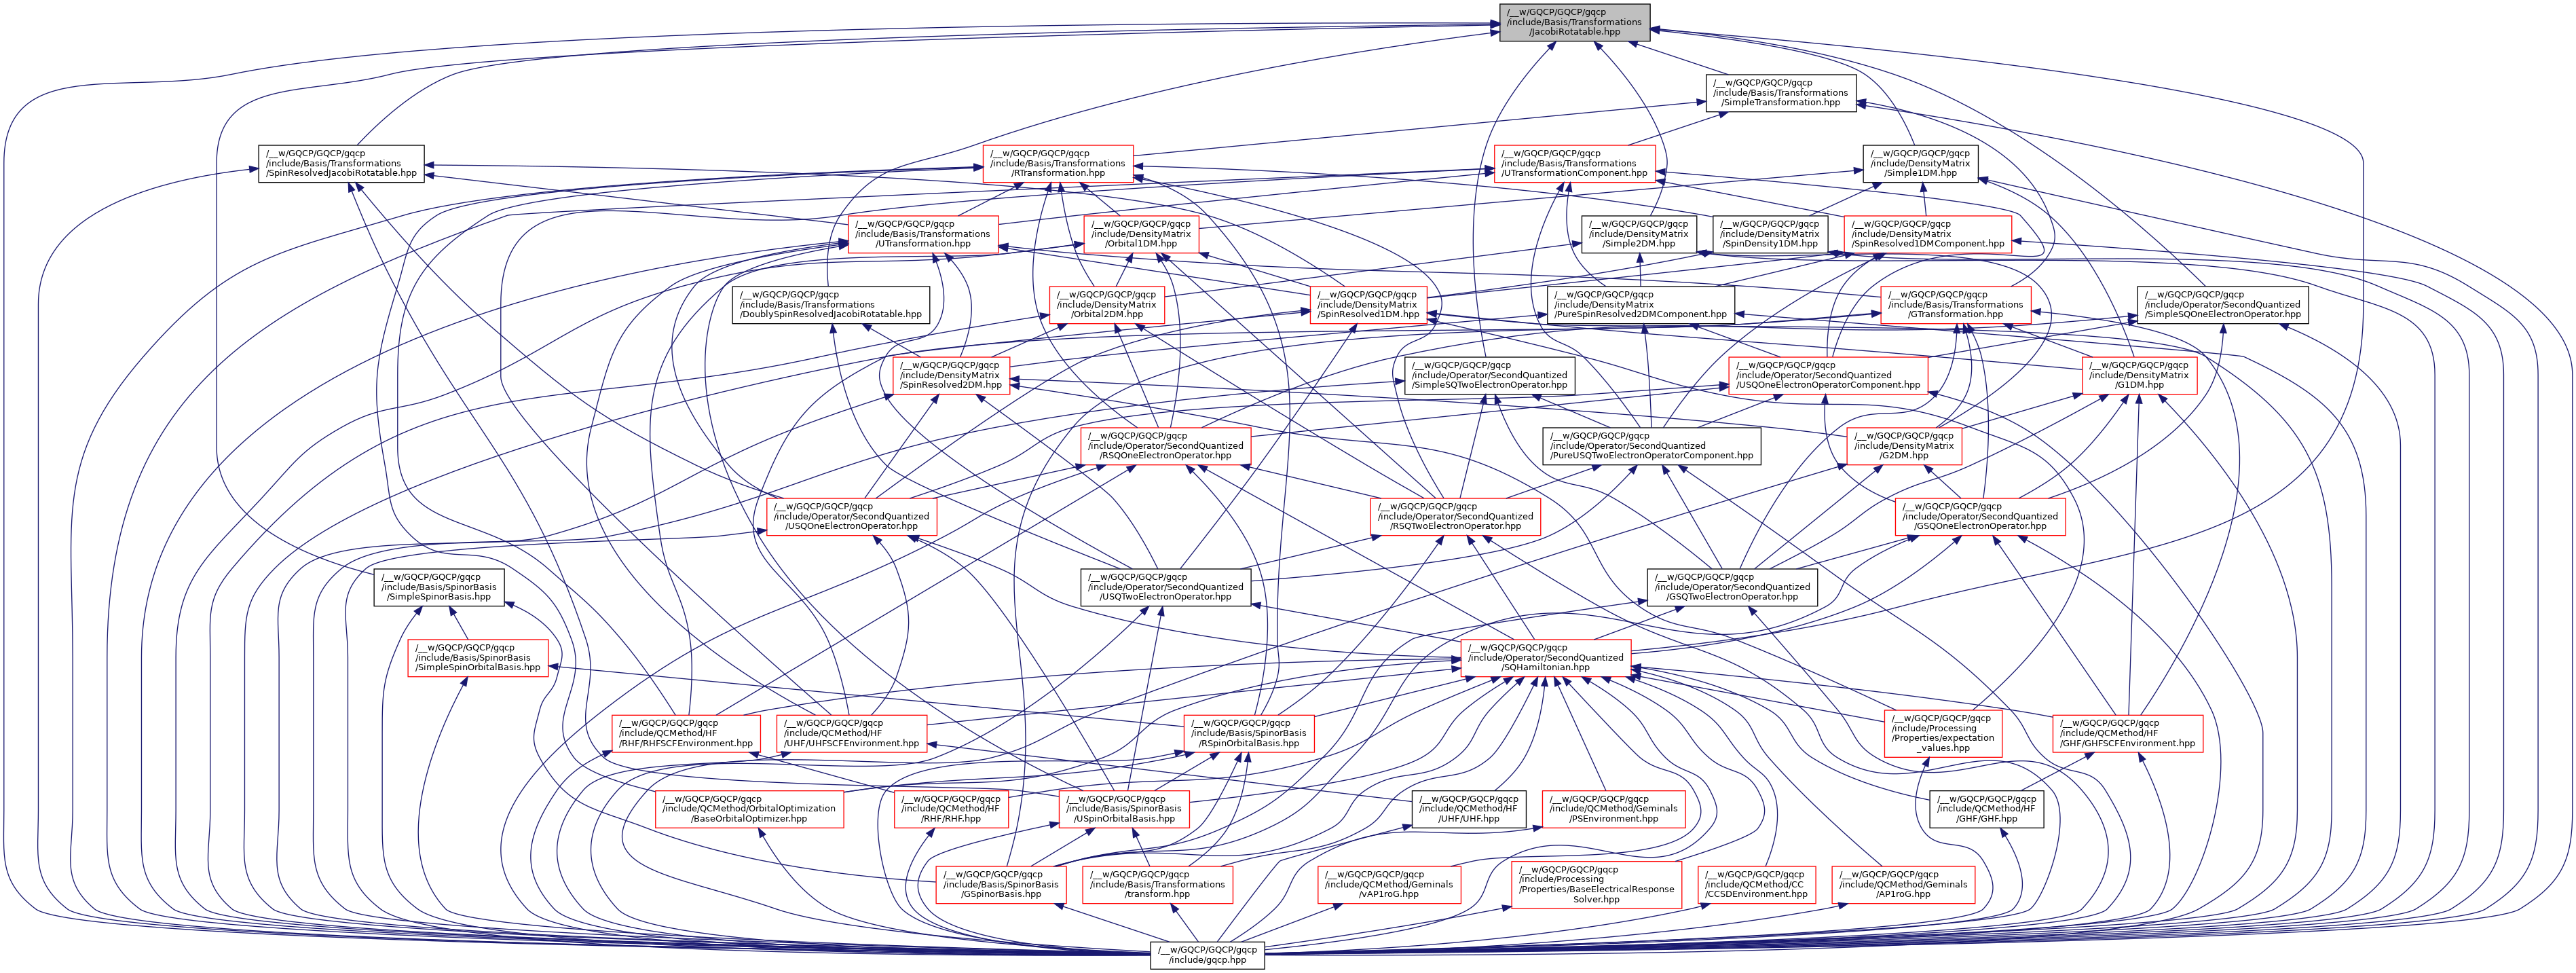 /__w/GQCP/GQCP/gqcp
/include/Basis/Transformations
/JacobiRotatable.hpp
/__w/GQCP/GQCP/gqcp
/include/Basis/Transformations
/SimpleTransformation.hpp
/__w/GQCP/GQCP/gqcp
/include/Basis/Transformations
/SpinResolvedJacobiRotatable.hpp
/__w/GQCP/GQCP/gqcp
/include/Basis/Transformations
/RTransformation.hpp
/__w/GQCP/GQCP/gqcp
/include/Basis/Transformations
/UTransformationComponent.hpp
/__w/GQCP/GQCP/gqcp
/include/DensityMatrix
/Simple1DM.hpp
/__w/GQCP/GQCP/gqcp
/include/Basis/Transformations
/UTransformation.hpp
/__w/GQCP/GQCP/gqcp
/include/DensityMatrix
/Orbital1DM.hpp
/__w/GQCP/GQCP/gqcp
/include/DensityMatrix
/Simple2DM.hpp
/__w/GQCP/GQCP/gqcp
/include/DensityMatrix
/SpinDensity1DM.hpp
/__w/GQCP/GQCP/gqcp
/include/DensityMatrix
/SpinResolved1DMComponent.hpp
/__w/GQCP/GQCP/gqcp
/include/Basis/Transformations
/DoublySpinResolvedJacobiRotatable.hpp
/__w/GQCP/GQCP/gqcp
/include/DensityMatrix
/Orbital2DM.hpp
/__w/GQCP/GQCP/gqcp
/include/DensityMatrix
/SpinResolved1DM.hpp
/__w/GQCP/GQCP/gqcp
/include/DensityMatrix
/PureSpinResolved2DMComponent.hpp
/__w/GQCP/GQCP/gqcp
/include/Basis/Transformations
/GTransformation.hpp
/__w/GQCP/GQCP/gqcp
/include/Operator/SecondQuantized
/SimpleSQOneElectronOperator.hpp
/__w/GQCP/GQCP/gqcp
/include/DensityMatrix
/SpinResolved2DM.hpp
/__w/GQCP/GQCP/gqcp
/include/Operator/SecondQuantized
/SimpleSQTwoElectronOperator.hpp
/__w/GQCP/GQCP/gqcp
/include/Operator/SecondQuantized
/USQOneElectronOperatorComponent.hpp
/__w/GQCP/GQCP/gqcp
/include/DensityMatrix
/G1DM.hpp
/__w/GQCP/GQCP/gqcp
/include/Operator/SecondQuantized
/RSQOneElectronOperator.hpp
/__w/GQCP/GQCP/gqcp
/include/Operator/SecondQuantized
/PureUSQTwoElectronOperatorComponent.hpp
/__w/GQCP/GQCP/gqcp
/include/DensityMatrix
/G2DM.hpp
/__w/GQCP/GQCP/gqcp
/include/Operator/SecondQuantized
/USQOneElectronOperator.hpp
/__w/GQCP/GQCP/gqcp
/include/Operator/SecondQuantized
/RSQTwoElectronOperator.hpp
/__w/GQCP/GQCP/gqcp
/include/Operator/SecondQuantized
/GSQOneElectronOperator.hpp
/__w/GQCP/GQCP/gqcp
/include/Basis/SpinorBasis
/SimpleSpinorBasis.hpp
/__w/GQCP/GQCP/gqcp
/include/Operator/SecondQuantized
/USQTwoElectronOperator.hpp
/__w/GQCP/GQCP/gqcp
/include/Operator/SecondQuantized
/GSQTwoElectronOperator.hpp
/__w/GQCP/GQCP/gqcp
/include/Basis/SpinorBasis
/SimpleSpinOrbitalBasis.hpp
/__w/GQCP/GQCP/gqcp
/include/Operator/SecondQuantized
/SQHamiltonian.hpp
/__w/GQCP/GQCP/gqcp
/include/QCMethod/HF
/RHF/RHFSCFEnvironment.hpp
/__w/GQCP/GQCP/gqcp
/include/QCMethod/HF
/UHF/UHFSCFEnvironment.hpp
/__w/GQCP/GQCP/gqcp
/include/Basis/SpinorBasis
/RSpinOrbitalBasis.hpp
/__w/GQCP/GQCP/gqcp
/include/Processing
/Properties/expectation
_values.hpp
/__w/GQCP/GQCP/gqcp
/include/QCMethod/HF
/GHF/GHFSCFEnvironment.hpp
/__w/GQCP/GQCP/gqcp
/include/QCMethod/OrbitalOptimization
/BaseOrbitalOptimizer.hpp
/__w/GQCP/GQCP/gqcp
/include/QCMethod/HF
/RHF/RHF.hpp
/__w/GQCP/GQCP/gqcp
/include/Basis/SpinorBasis
/USpinOrbitalBasis.hpp
/__w/GQCP/GQCP/gqcp
/include/QCMethod/HF
/UHF/UHF.hpp
/__w/GQCP/GQCP/gqcp
/include/QCMethod/Geminals
/PSEnvironment.hpp
/__w/GQCP/GQCP/gqcp
/include/QCMethod/HF
/GHF/GHF.hpp
/__w/GQCP/GQCP/gqcp
/include/Basis/SpinorBasis
/GSpinorBasis.hpp
/__w/GQCP/GQCP/gqcp
/include/Basis/Transformations
/transform.hpp
/__w/GQCP/GQCP/gqcp
/include/QCMethod/Geminals
/vAP1roG.hpp
/__w/GQCP/GQCP/gqcp
/include/Processing
/Properties/BaseElectricalResponse
Solver.hpp
/__w/GQCP/GQCP/gqcp
/include/QCMethod/CC
/CCSDEnvironment.hpp
/__w/GQCP/GQCP/gqcp
/include/QCMethod/Geminals
/AP1roG.hpp
/__w/GQCP/GQCP/gqcp
/include/gqcp.hpp